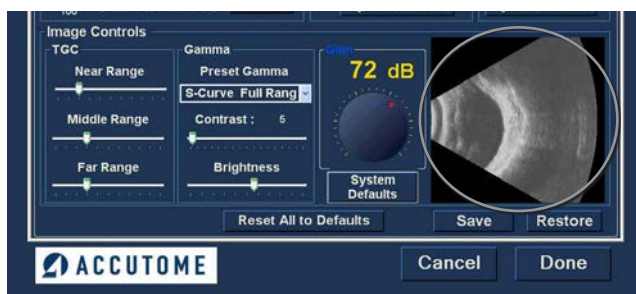 100
Image Controls
TGC
Near Range
Middle Range
Far Range
Gamma
Preset Gamma
S-Curve Full Rang
Contrast : 5
Brightness
Gain
72 dB
System
Defaults
Reset All to Defaults
Save
Restore
ACCUTOME
Cancel
Done